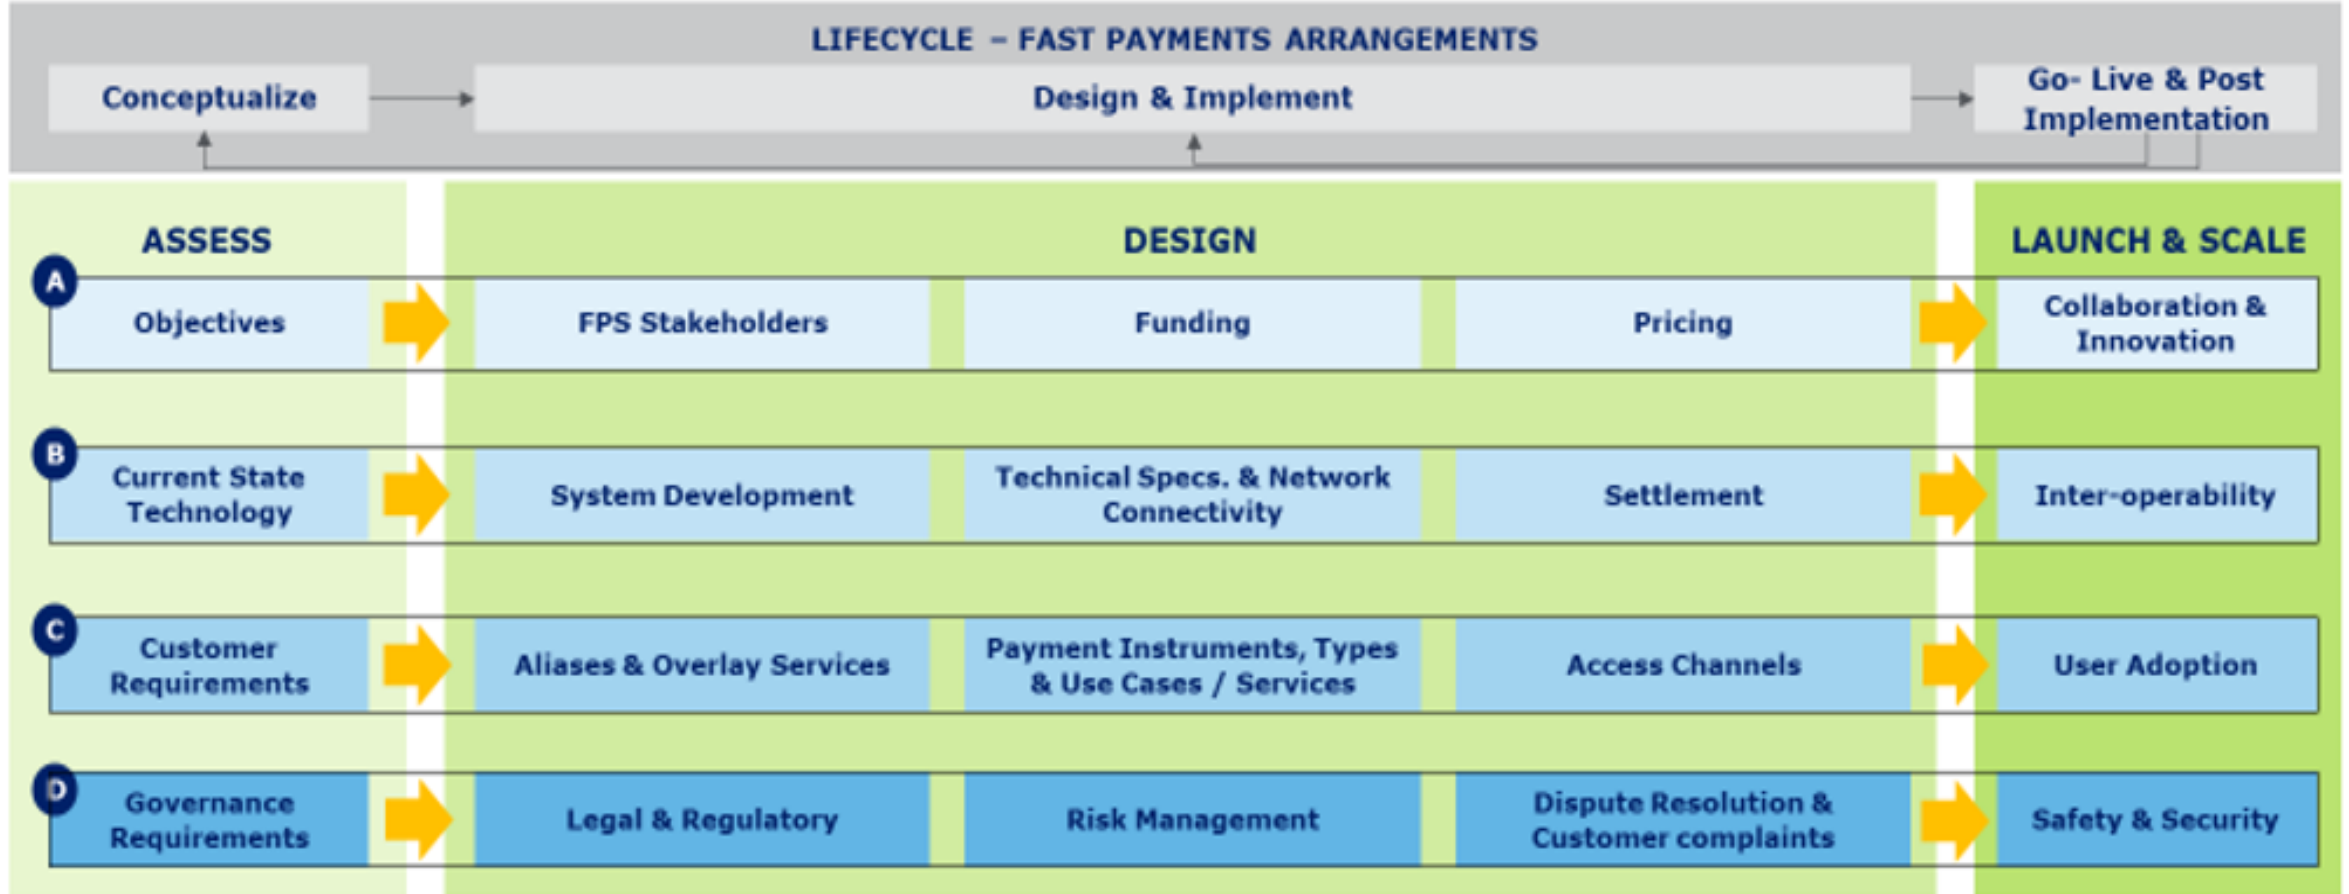 LIFECYCLE – FAST PAYMENTS ARRANGEMENTS
Conceptualize
Design & Implement
Go- Live & Post
Implementation
ASSESS
DESIGN
LAUNCH & SCALE
A
Objectives
FPS Stakeholders
Funding
Pricing
Collaboration &
Innovation
B
Current State
Technology
System Development
Technical Specs. & Network
Connectivity
Settlement
Inter-operability
C
Customer
Requirements
Aliases & Overlay Services
Payment Instruments, Types
& Use Cases / Services
Access Channels
User Adoption
D
Governance
Requirements
Legal & Regulatory
Risk Management
Dispute Resolution &
Customer complaints
Safety & Security